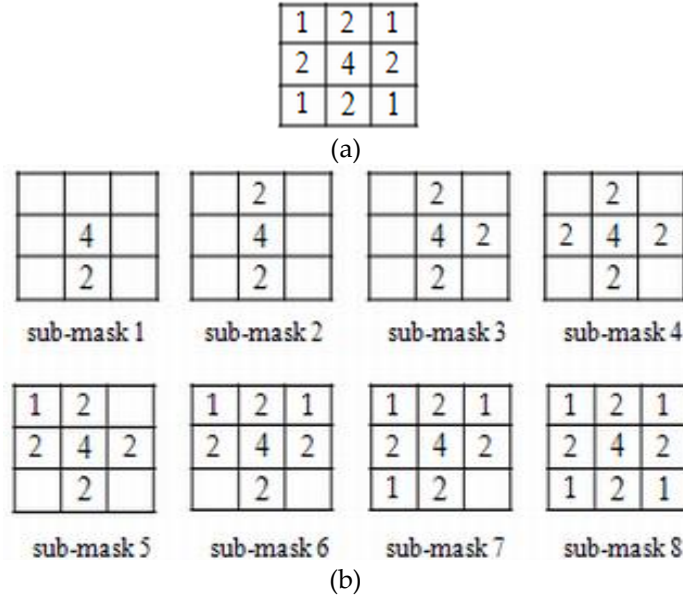 1 2 1
2 4 2
1 2 1
(a)
2 2 2
4 4 4 2 2 4 2
2 2 2 2
sub-mask 1 sub-mask 2 sub-mask 3 sub-mask 4
1 2 1 2 1 1 2 1 1 2 1
2 4 2 2 4 2 2 4 2 2 4 2
2 2 1 2 1 2 1
sub-mask 5 sub-mask 6 sub-mask 7 sub-mask 8
(b)